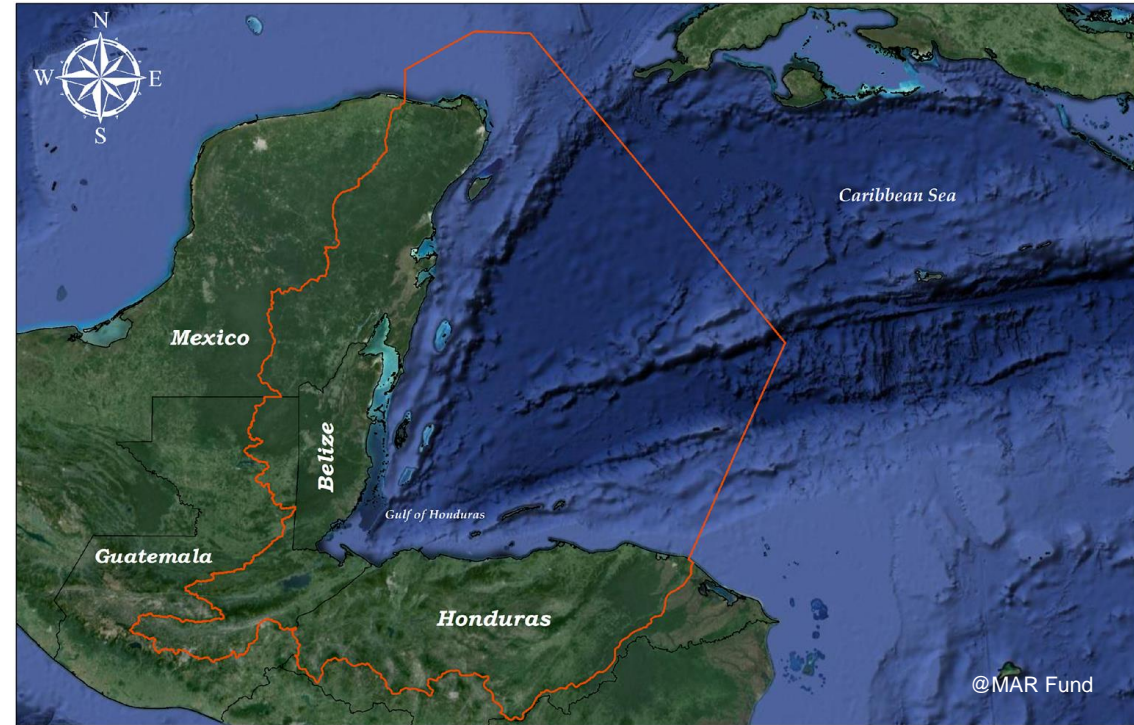 N
W E
S
Caribbean Sea
Mexico
Belize
Gulf of Honduras
Guatemala
Honduras
@MAR Fund